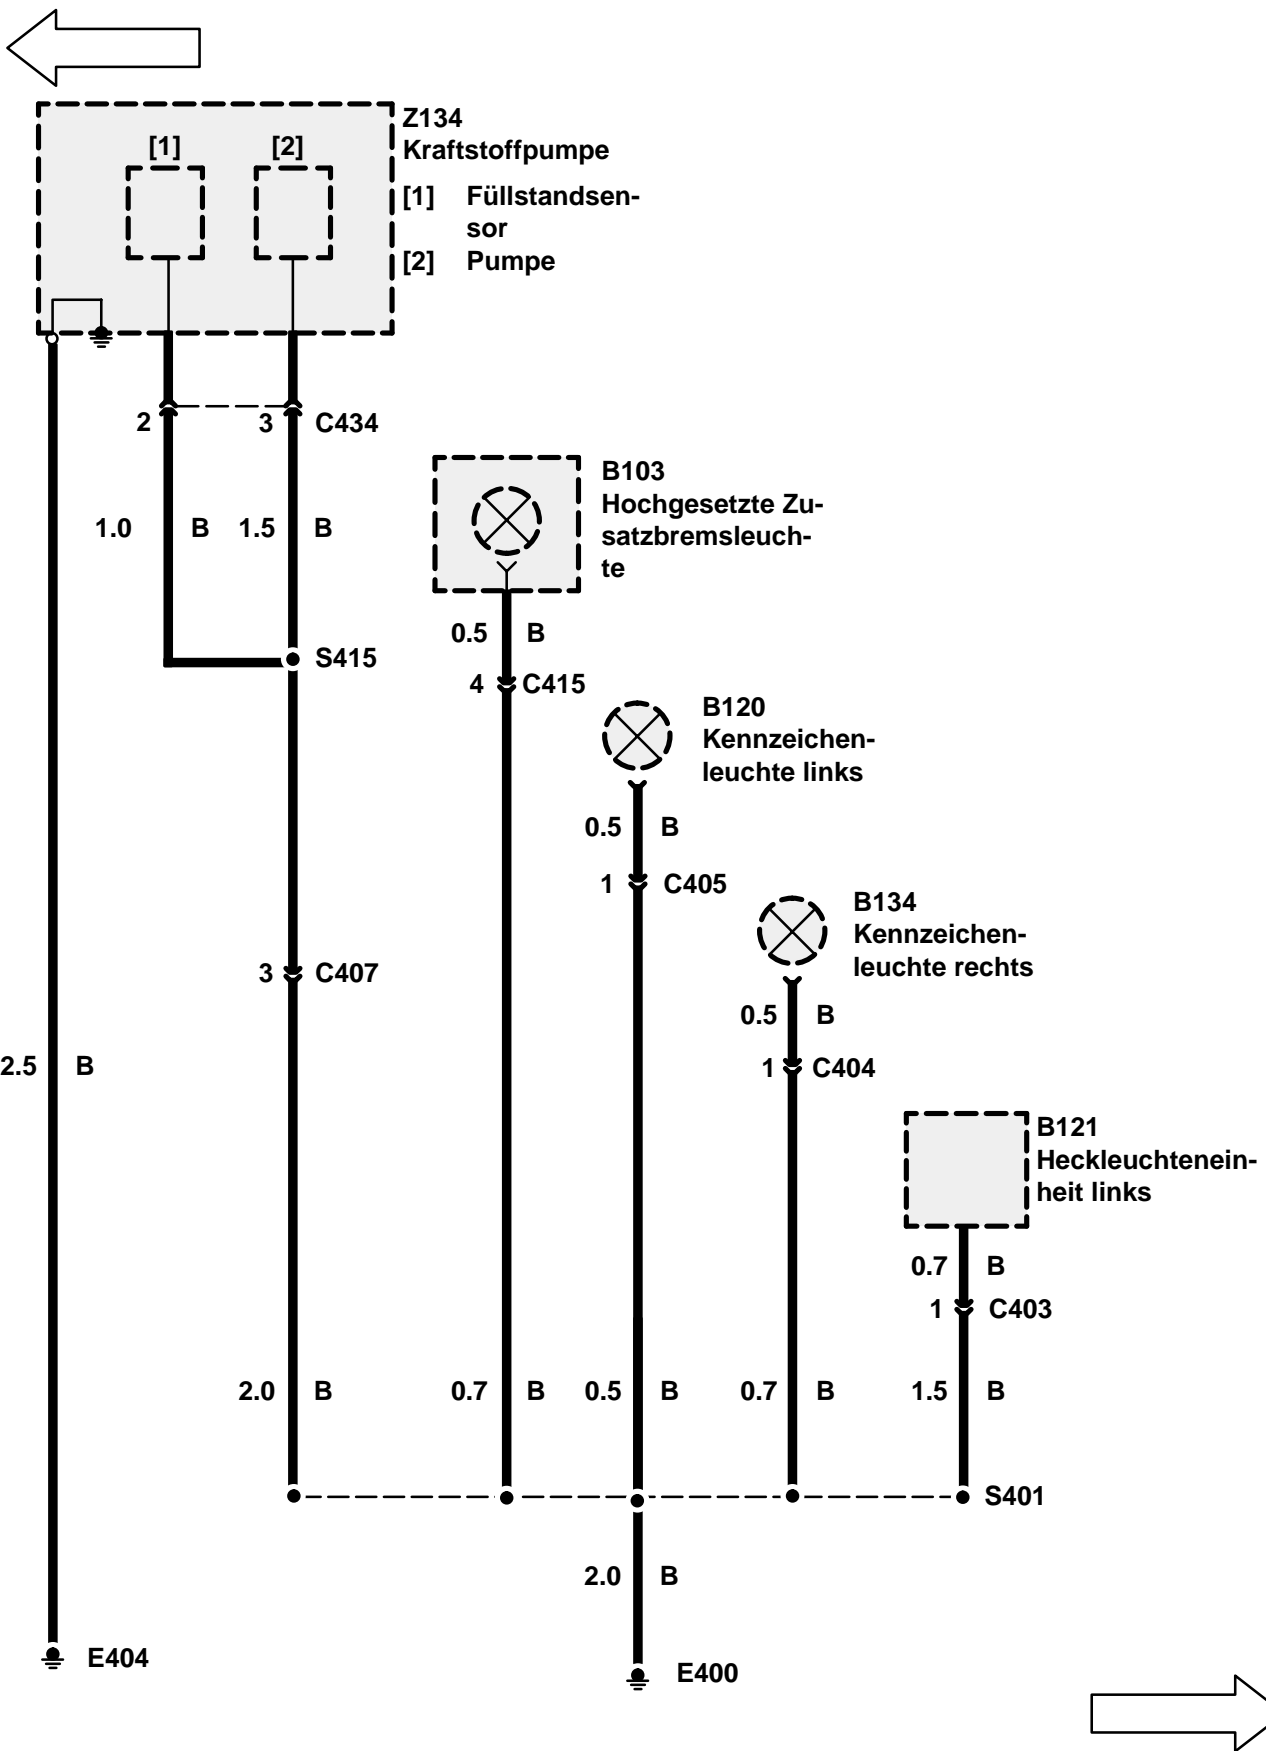 Z134
Kraftstoffpumpe
[1] [2]
[1] Füllstandsen-
sor
[2] Pumpe
2 3 C434
1.0 B 1.5 B
B103
Hochgesetzte Zu-
satzbremsleuch-
te
0.5 B
S415
4 C415
B120
Kennzeichen-
leuchte links
0.5 B
1 C405
B134
Kennzeichen-
leuchte rechts
3 C407
0.5 B
2.5 B
1 C404
B121
Heckleuchtenein-
heit links
0.7 B
1 C403
2.0 B 0.7 B 0.5 B 0.7 B 1.5 B
S401
2.0 B
E404
E400